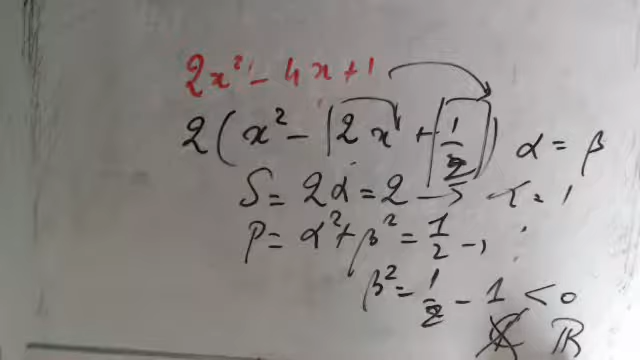 2x² - 4x + 1
2(x² - |2x| + |1/2|) α = β
S = 2α = 2 → α = 1
P = α² + β² = 1/2 →
β² = 1/2 - 1 < 0
ℝ